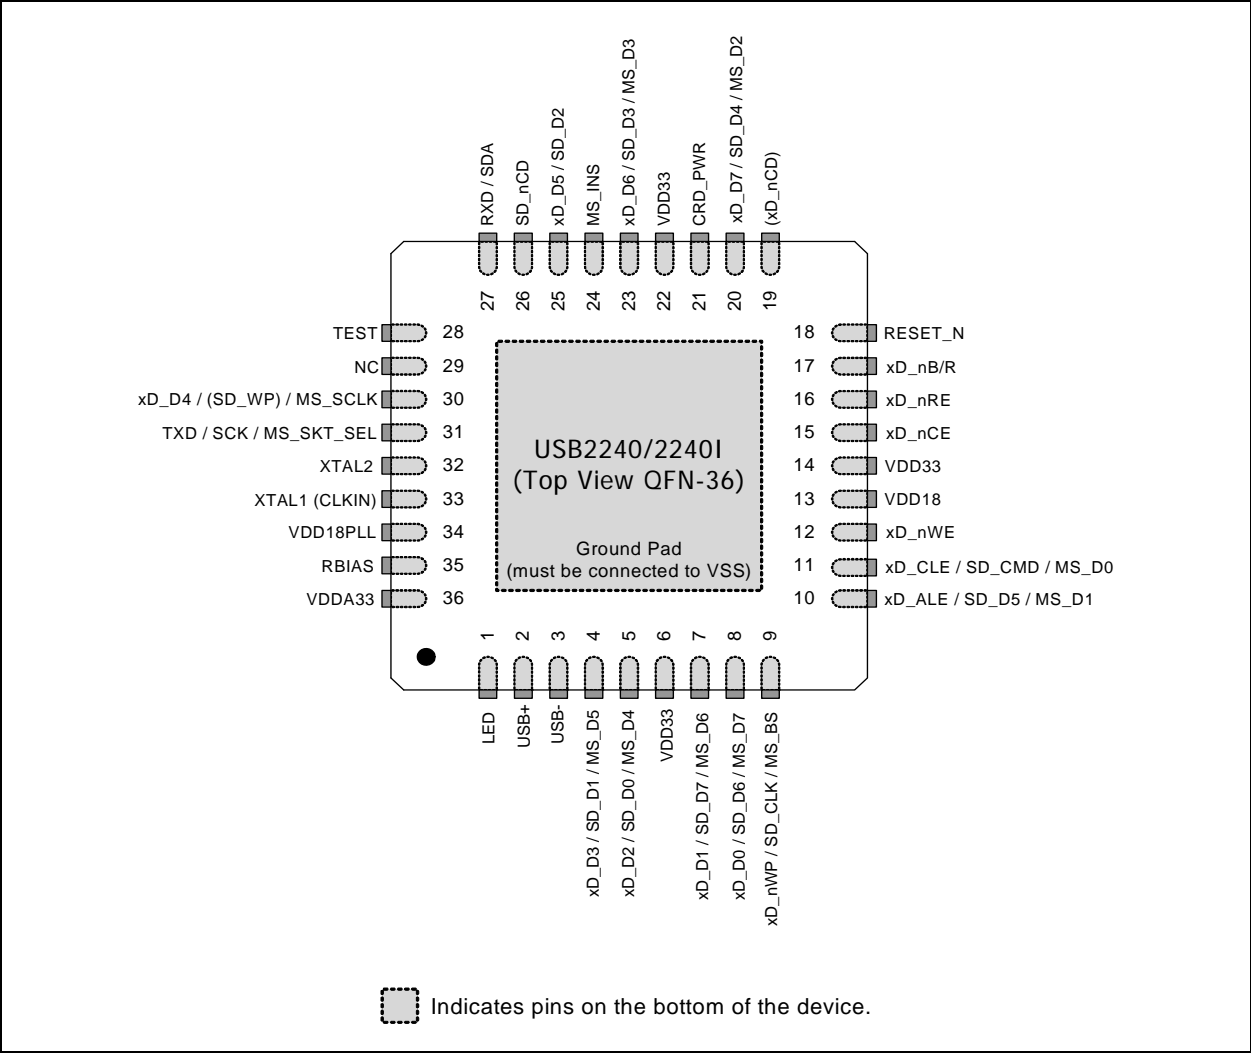 RXD / SDA
SD_nCD
xD_D5 / SD_D2
MS_INS
xD_D6 / SD_D3 / MS_D3
VDD33
CRD_PWR
xD_D7 / SD_D4 / MS_D2
(xD_nCD)
27
26
25
24
23
22
21
20
19
TEST 28
NC 29
xD_D4 / (SD_WP) / MS_SCLK 30
TXD / SCK / MS_SKT_SEL 31
XTAL2 32
XTAL1 (CLKIN) 33
VDD18PLL 34
RBIAS 35
VDDA33 36
USB2240/2240I
(Top View QFN-36)
Ground Pad
(must be connected to VSS)
18 RESET_N
17 xD_nB/R
16 xD_nRE
15 xD_nCE
14 VDD33
13 VDD18
12 xD_nWE
11 xD_CLE / SD_CMD / MS_D0
10 xD_ALE / SD_D5 / MS_D1
1
2
3
4
5
6
7
8
9
LED
USB+
USB-
xD_D3 / SD_D1 / MS_D5
xD_D2 / SD_D0 / MS_D4
VDD33
xD_D1 / SD_D7 / MS_D6
xD_D0 / SD_D6 / MS_D7
xD_nWP / SD_CLK / MS_BS
Indicates pins on the bottom of the device.